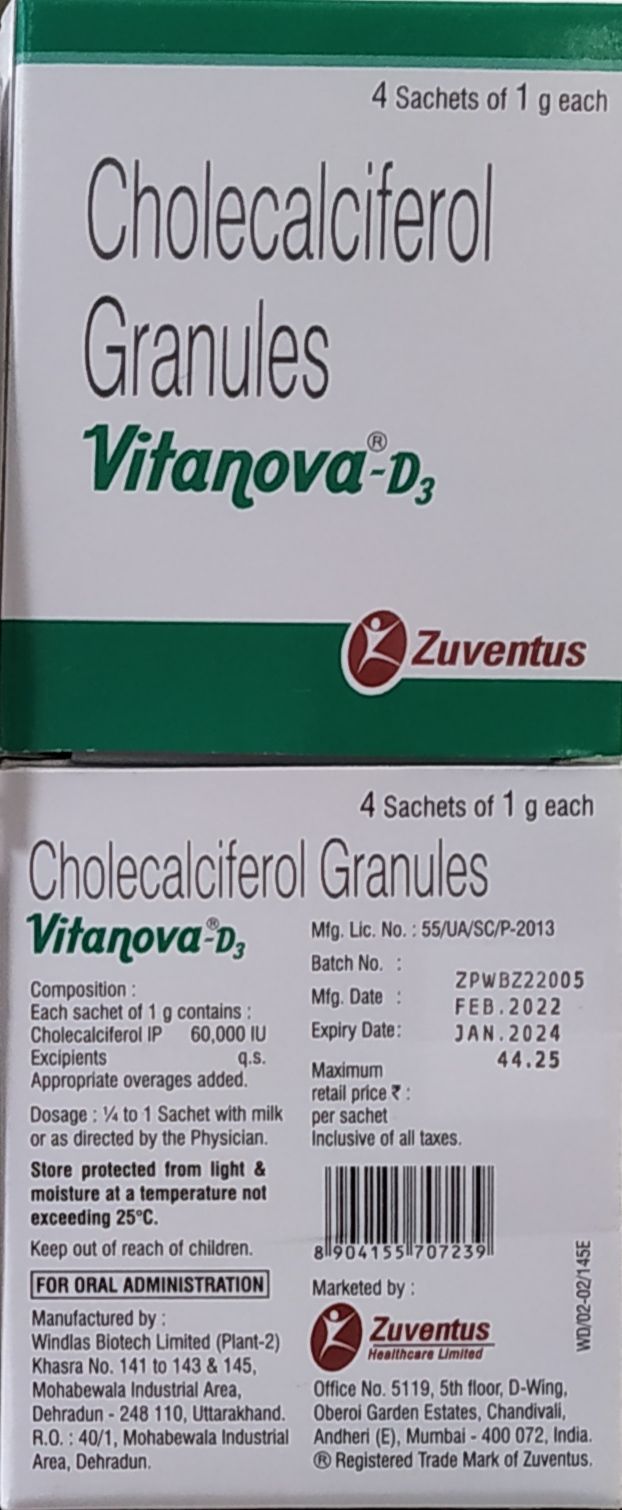 4 Sachets of 1 g each
Cholecalciferol
Granules
Vitanova®-D3
Zuventus
4 Sachets of 1 g each
Cholecalciferol Granules
Vitanova®-D3
Composition :
Each sachet of 1 g contains :
Cholecalciferol IP 60,000 IU
Excipients q.s.
Appropriate overages added.
Dosage : ¼ to 1 Sachet with milk
or as directed by the Physician.
Store protected from light &
moisture at a temperature not
exceeding 25°C.
Keep out of reach of children.
FOR ORAL ADMINISTRATION
Manufactured by :
Windlas Biotech Limited (Plant-2)
Khasra No. 141 to 143 & 145,
Mohabewala Industrial Area,
Dehradun - 248 110, Uttarakhand.
R.O. : 40/1, Mohabewala Industrial
Area, Dehradun.
Mfg. Lic. No. : 55/UA/SC/P-2013
Batch No. : ZPWBZ22005
Mfg. Date : FEB.2022
Expiry Date: JAN.2024
Maximum 44.25
retail price ₹ :
per sachet
Inclusive of all taxes.
8 904155 707239
Marketed by :
Zuventus
Healthcare Limited
Office No. 5119, 5th floor, D-Wing,
Oberoi Garden Estates, Chandivali,
Andheri (E), Mumbai - 400 072, India.
® Registered Trade Mark of Zuventus.
WD/02-02/145E